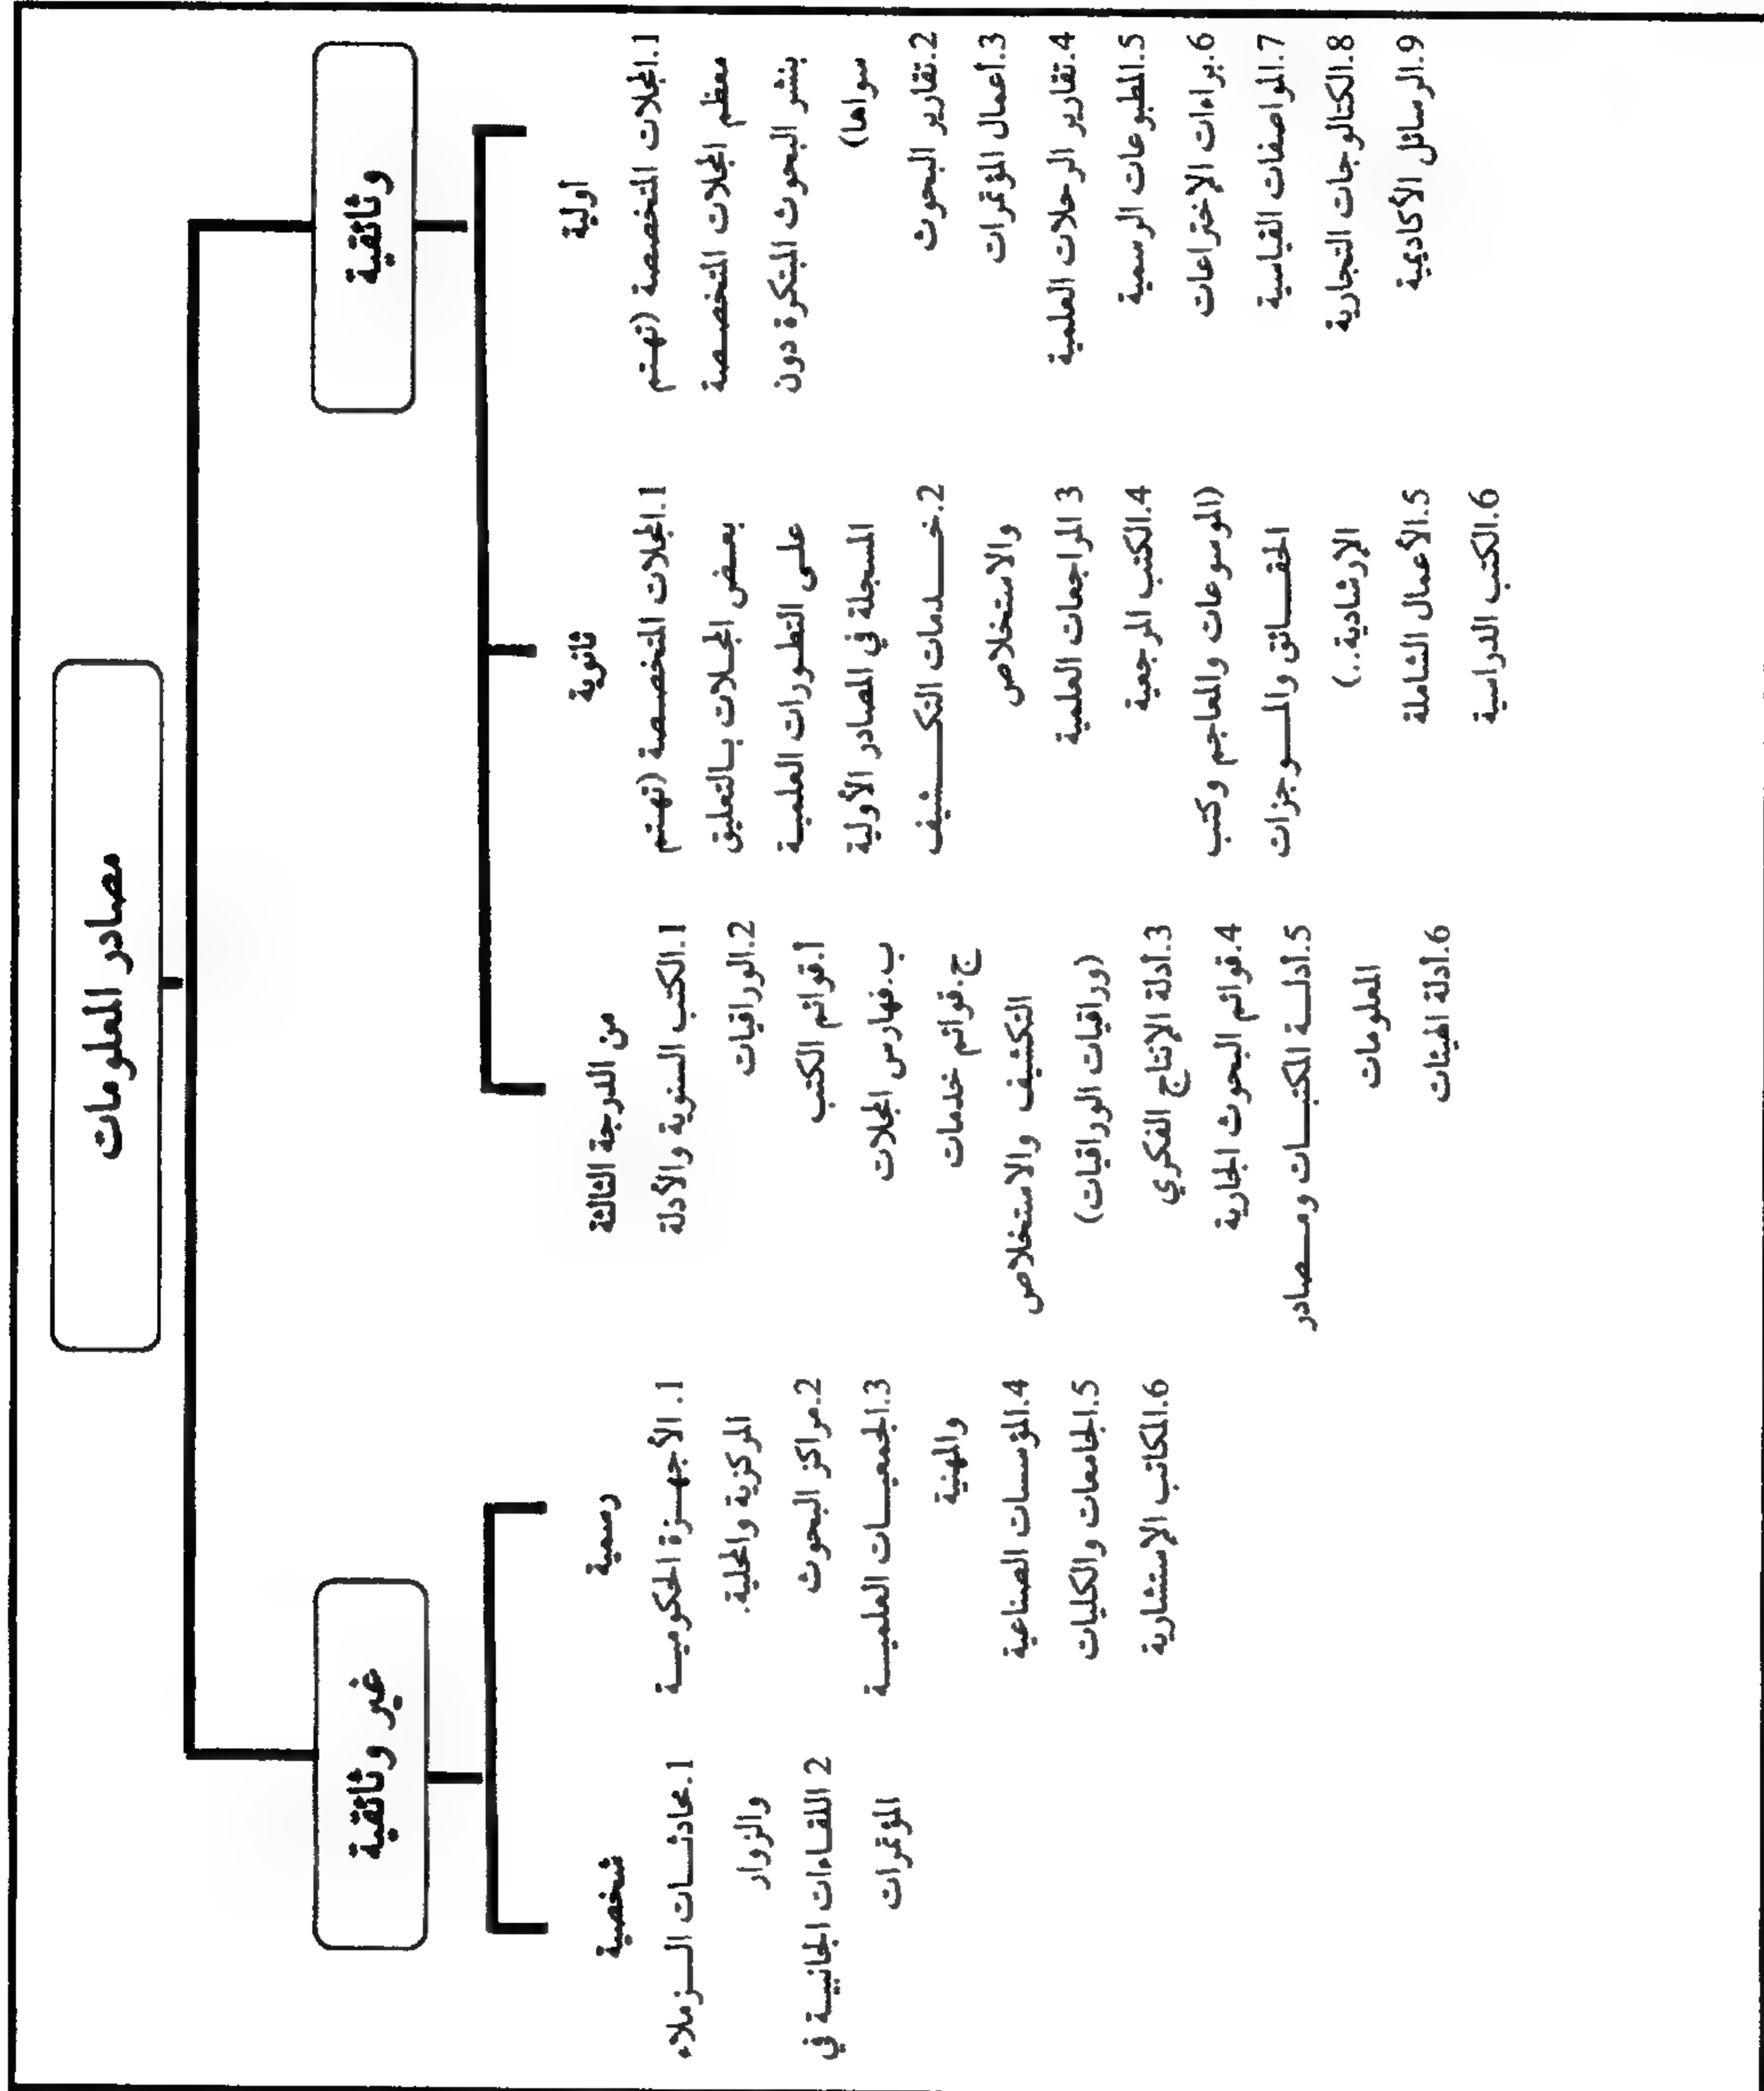 مصادر المعلومات
وثائقية
أولية
1.المجلات المتخصصة (تهتم
معظم المجلات المتخصصة
بنشر البحوث المبتكرة دون
سواها)
2.تقارير البحوث
3.أعمال المؤتمرات
4.تقارير الرحلات العلمية
5.المطبوعات الرسمية
6.براءات الاختراعات
7.المواصفات القياسية
8.الكتالوجات التجارية
9.الرسائل الأكاديمية
ثانوية
1.المجلات المتخصصة (تهتم
بعض المجلات بالتعليق
على التطورات العلمية
المسجلة في المصادر الأولية
2.خدمات التكشيف
والاستخلاص
3 المراجعات العلمية
4.الكتب المرجعية
(الموسوعات والمعاجم وكتب
الحقائق والموجزات
الإرشادية..)
5.الأعمال الشاملة
6.الكتب الدراسية
من الدرجة الثالثة
1.الكتب السنوية والأدلة
2.الوراقيات
أ.قوائم الكتب
ب.فهارس المجلات
ج.قوائم خدمات
التكشيف والاستخلاص
(وراقيات الوراقيات)
3.أدلة الإنتاج الفكري
4.قوائم البحوث الجارية
5.أدلة المكتبات ومصادر
المعلومات
6.أدلة الهيئات
غير وثائقية
رسمية
1. الأجهزة الحكومية
المركزية والمحلية.
2.مراكز البحوث
3.الجمعيات العلمية
والمهنية
4.المؤسسات الصناعية
5.الجامعات والكليات
6.المكاتب الإستشارية
شخصية
1.محادثات الزملاء
والزوار
2 اللقاءات الجانبية في
المؤتمرات